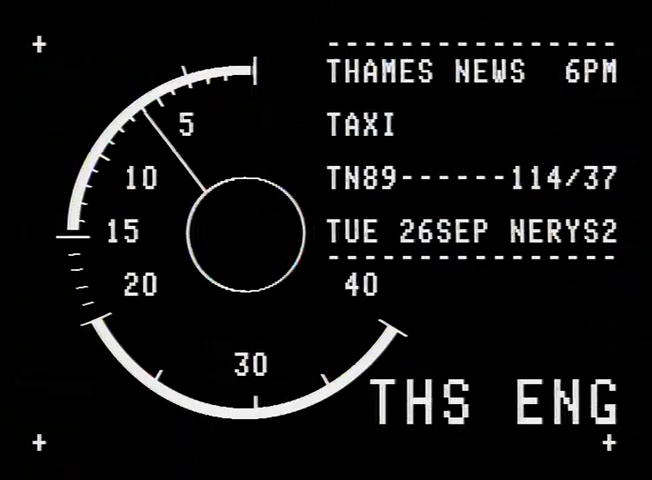 THAMES NEWS 6PM
TAXI
TN89------114/37
TUE 26SEP NERYS2
5
10
15
20
30
40
THS ENG